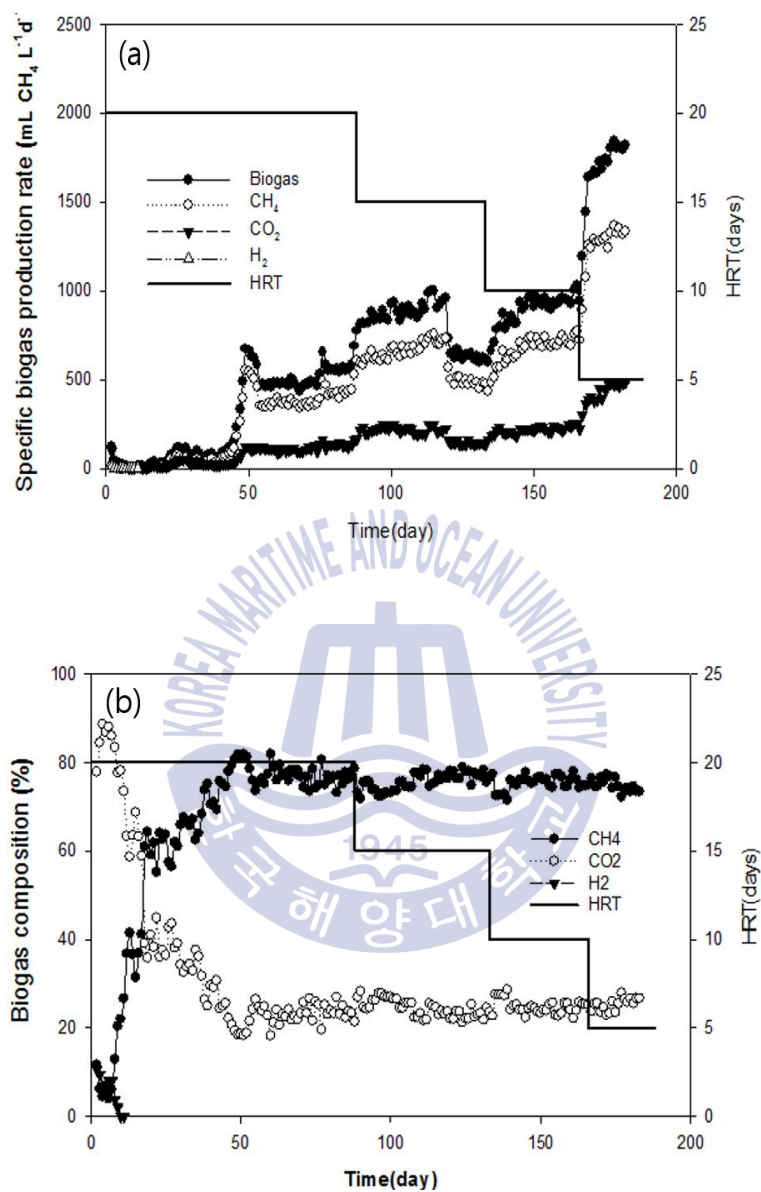 (a)
Specific biogas production rate (mL CH₄ L⁻¹d⁻
2500
2000
1500
1000
500
0
Biogas
CH₄
CO₂
H₂
HRT
25
20
15
10
5
0
HRT(days)
0 50 100 150 200
Time(day)
KOREA MARITIME AND OCEAN UNIVERSITY
1945
한국해양대학교
(b)
Biogas composition (%)
100
80
60
40
20
0
CH4
CO2
H2
HRT
25
20
15
10
5
0
HRT(days)
0 50 100 150 200
Time(day)